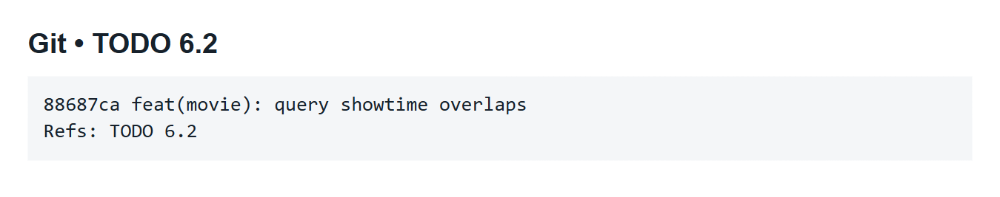 Git • TODO 6.2
88687ca feat(movie): query showtime overlaps
Refs: TODO 6.2